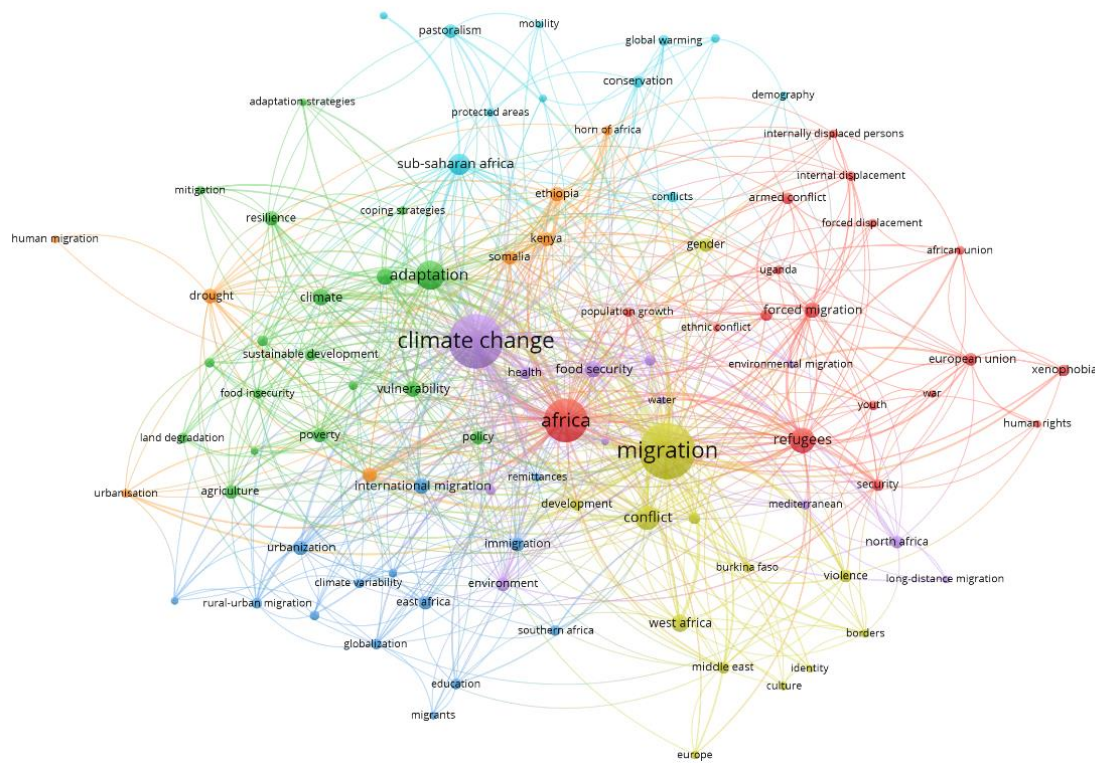 mobility
pastoralism
global warming
conservation
demography
adaptation strategies
protected areas
horn of africa
internally displaced persons
sub-saharan africa
internal displacement
mitigation
ethiopia
conflicts
armed conflict
coping strategies
resilience
forced displacement
human migration
kenya
gender
african union
somalia
uganda
adaptation
drought
climate
population growth
forced migration
ethnic conflict
climate change
sustainable development
health
food security
environmental migration
european union
xenophobia
food insecurity
vulnerability
water
war
youth
africa
human rights
land degradation
poverty
policy
refugees
migration
urbanisation
agriculture
international migration
remittances
security
development
mediterranean
conflict
urbanization
immigration
north africa
climate variability
environment
burkina faso
violence
long-distance migration
rural-urban migration
east africa
west africa
globalization
southern africa
borders
middle east
identity
education
culture
migrants
europe